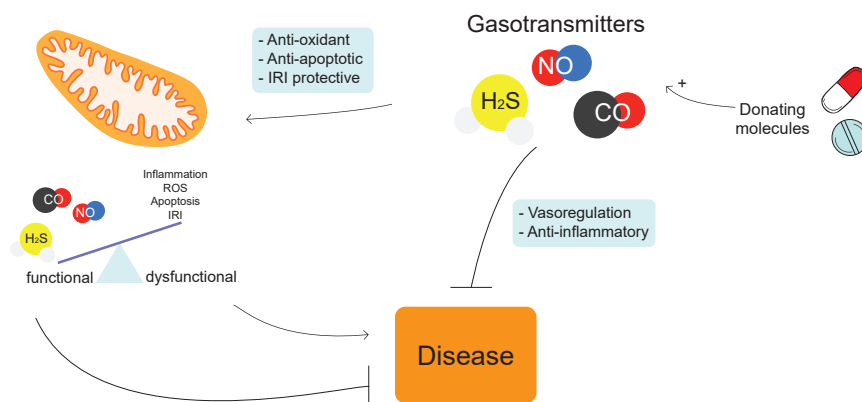 Gasotransmitters
- Anti-oxidant
- Anti-apoptotic
- IRI protective
NO
H2S
CO
+
Donating
molecules
Inflammation
ROS
Apoptosis
IRI
CO
NO
H2S
functional
dysfunctional
- Vasoregulation
- Anti-inflammatory
Disease